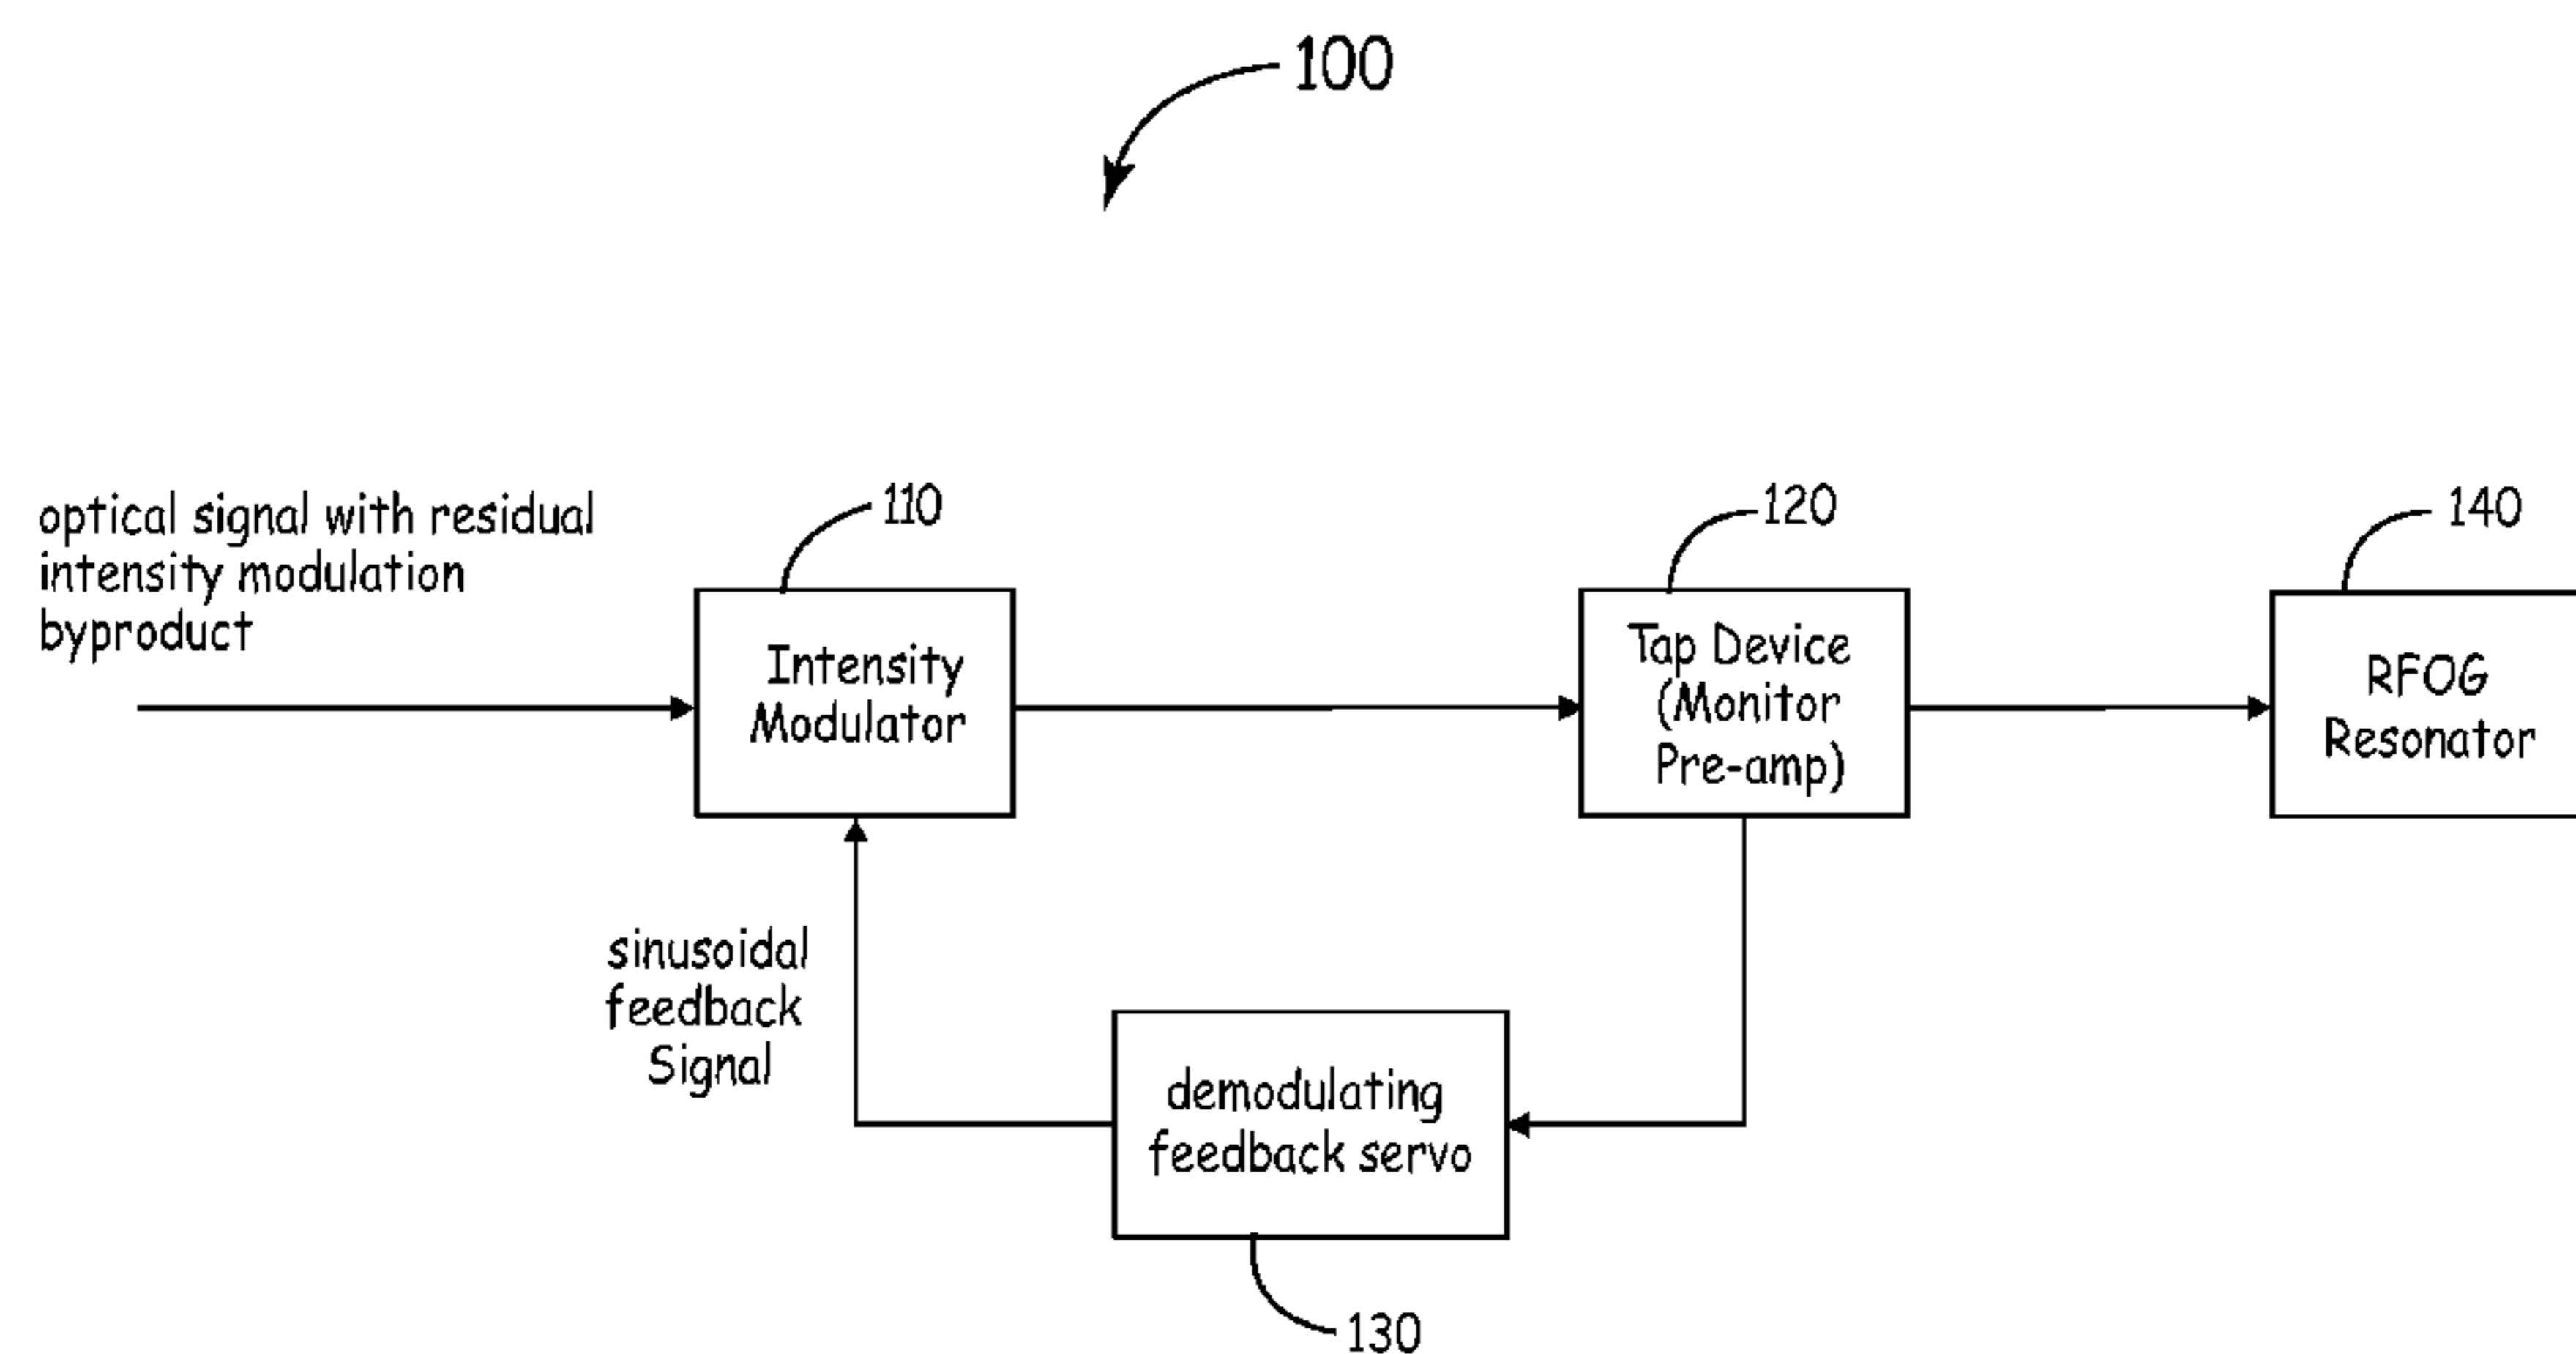 100
optical signal with residual
intensity modulation
byproduct
110
Intensity
Modulator
120
Tap Device
(Monitor
Pre-amp)
140
RFOG
Resonator
sinusoidal
feedback
Signal
demodulating
feedback servo
130